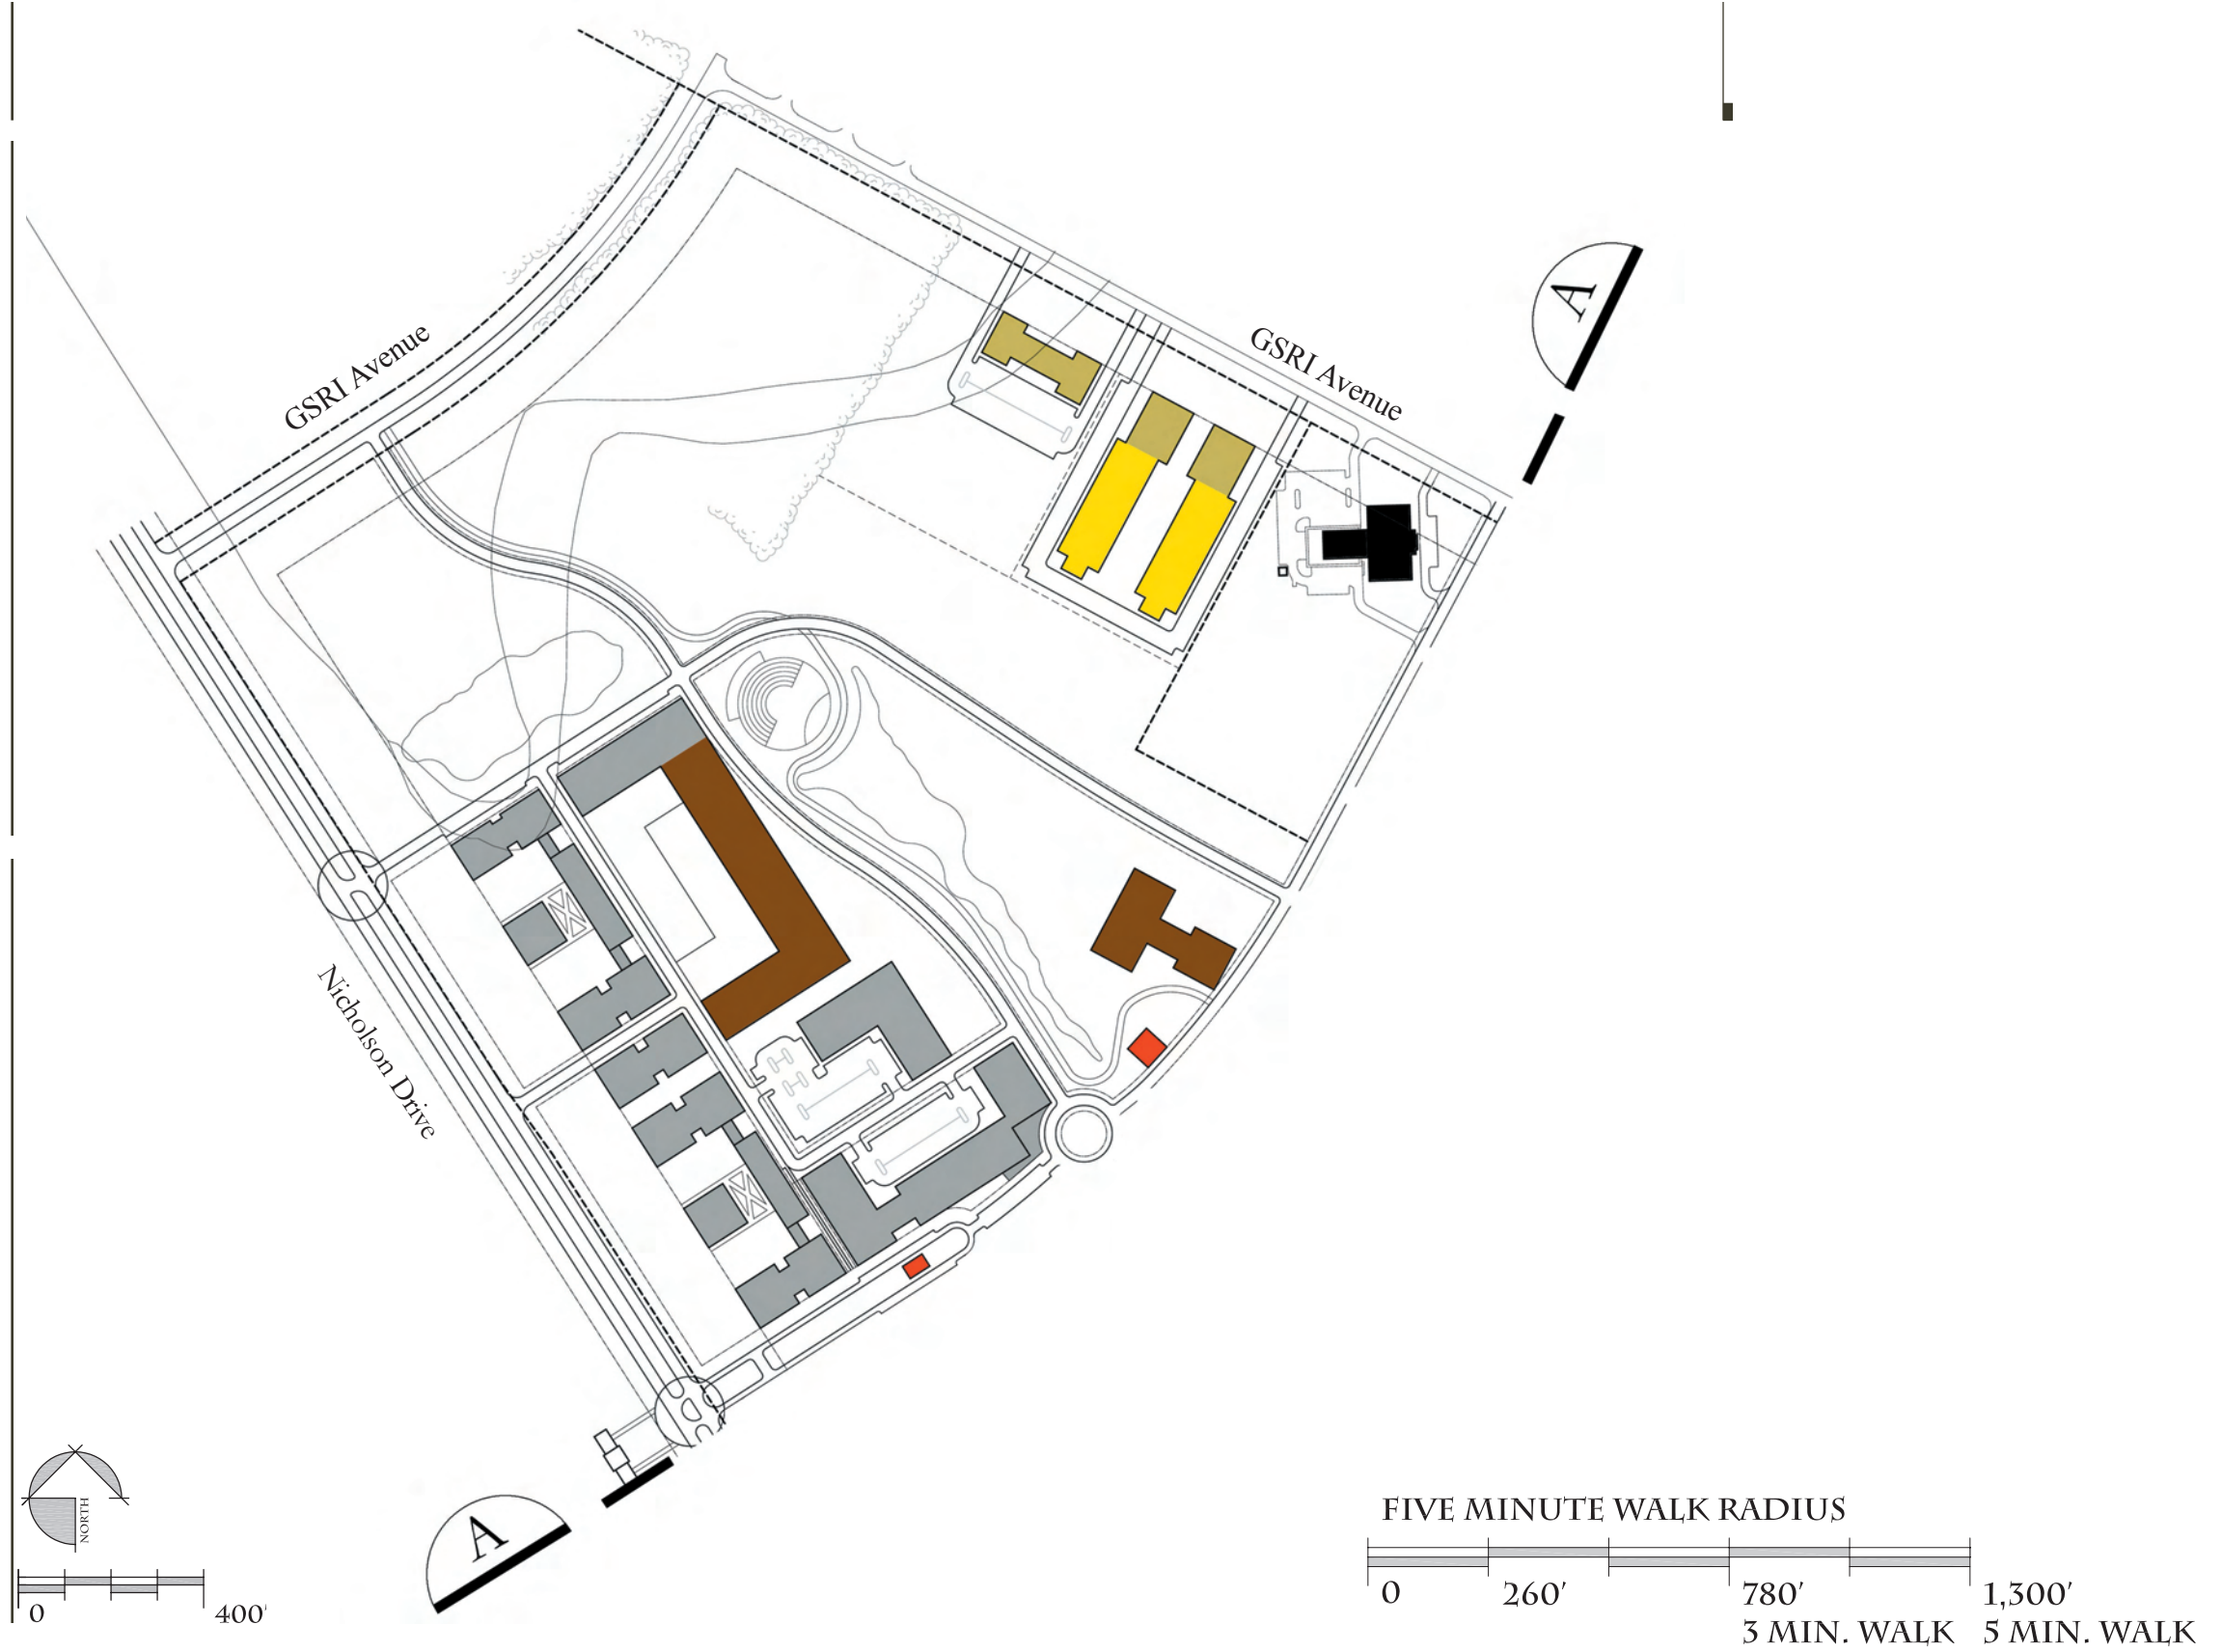 GSRI Avenue
GSRI Avenue
A
Nicholson Drive
A
NORTH
0 400'
FIVE MINUTE WALK RADIUS
0 260' 780' 1,300'
3 MIN. WALK 5 MIN. WALK